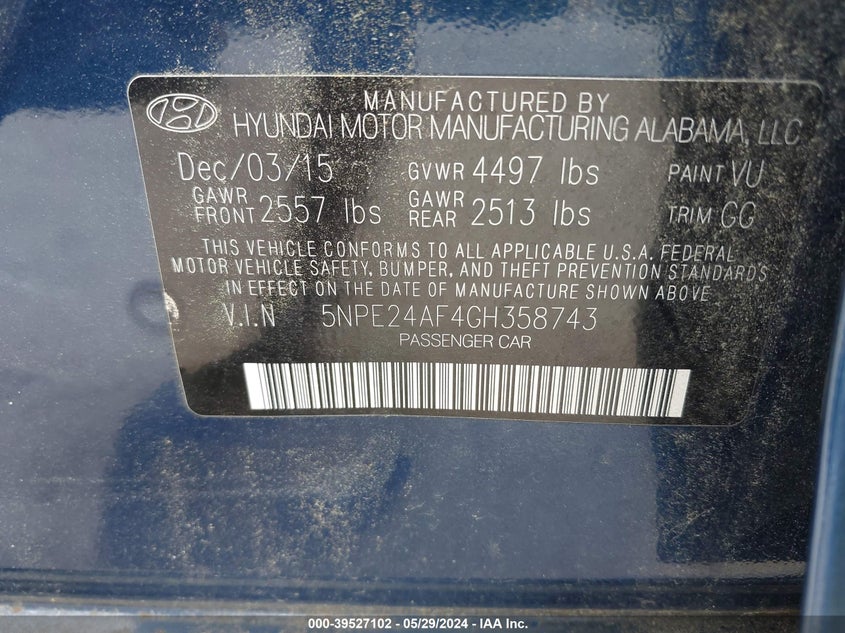 MANUFACTURED BY
HYUNDAI MOTOR MANUFACTURING ALABAMA, LLC
Dec/03/15 GVWR 4497 lbs PAINT VU
GAWR FRONT 2557 lbs GAWR REAR 2513 lbs TRIM GG
THIS VEHICLE CONFORMS TO ALL APPLICABLE U.S.A. FEDERAL
MOTOR VEHICLE SAFETY, BUMPER, AND THEFT PREVENTION STANDARDS
IN EFFECT ON THE DATE OF MANUFACTURE SHOWN ABOVE
V.I.N 5NPE24AF4GH358743
PASSENGER CAR
000-39527102 - 05/29/2024 - IAA Inc.